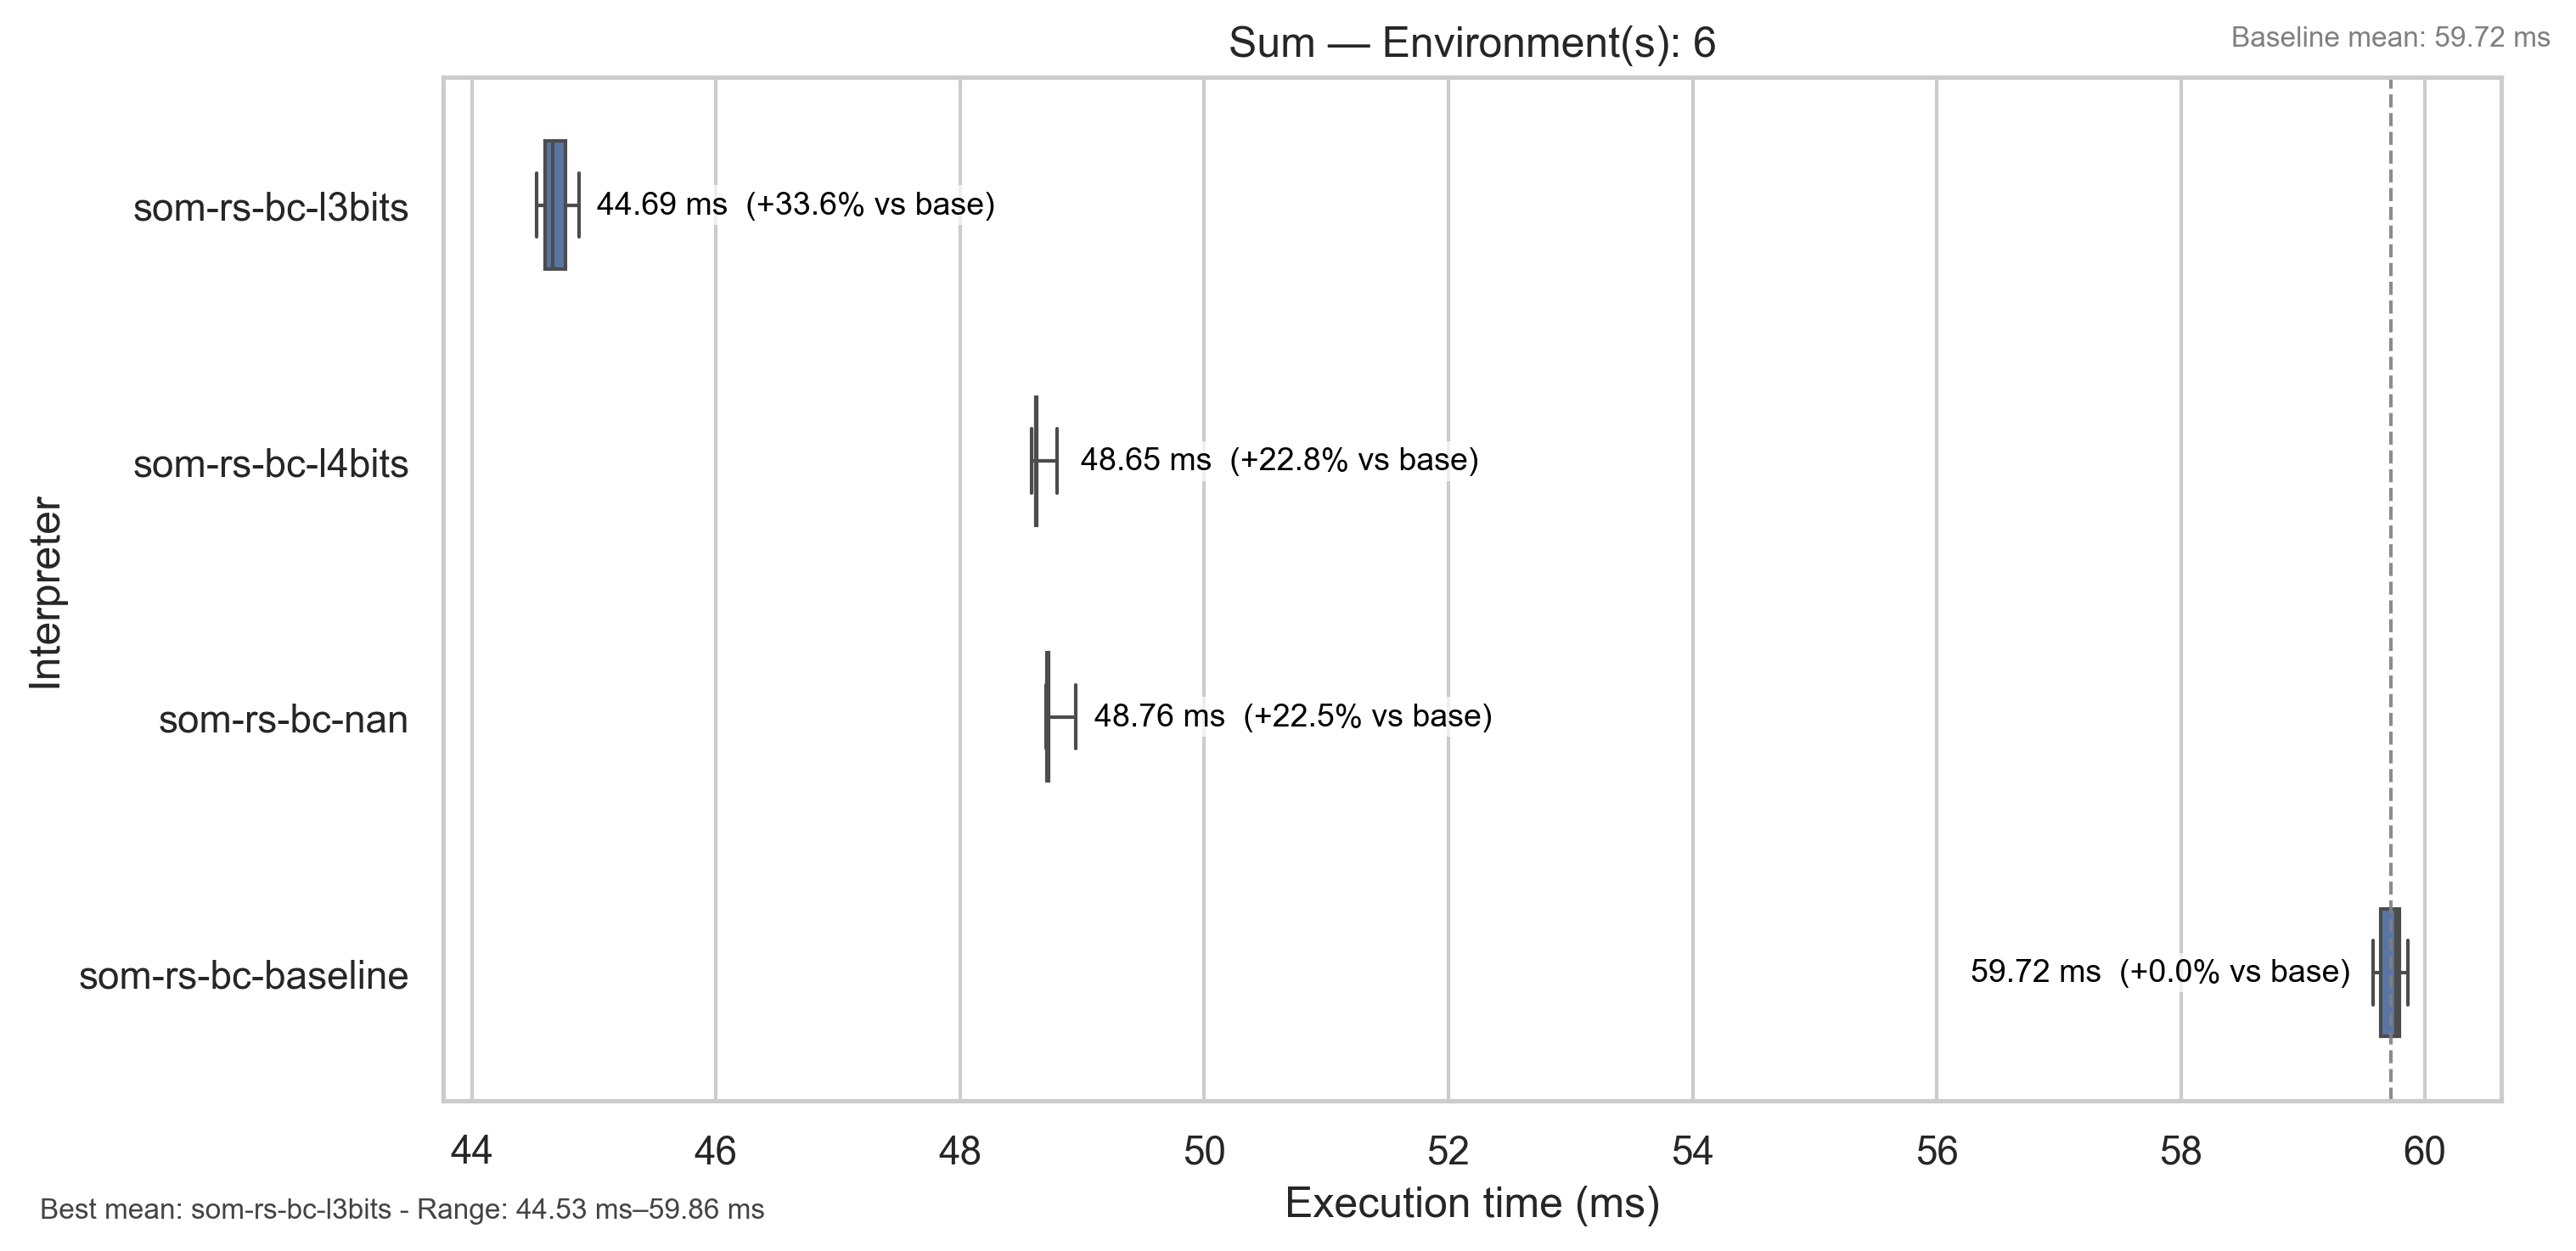 Sum — Environment(s): 6
Baseline mean: 59.72 ms
Interpreter
som-rs-bc-l3bits
44.69 ms  (+33.6% vs base)
som-rs-bc-l4bits
48.65 ms  (+22.8% vs base)
som-rs-bc-nan
48.76 ms  (+22.5% vs base)
som-rs-bc-baseline
59.72 ms  (+0.0% vs base)
44 46 48 50 52 54 56 58 60
Execution time (ms)
Best mean: som-rs-bc-l3bits - Range: 44.53 ms–59.86 ms